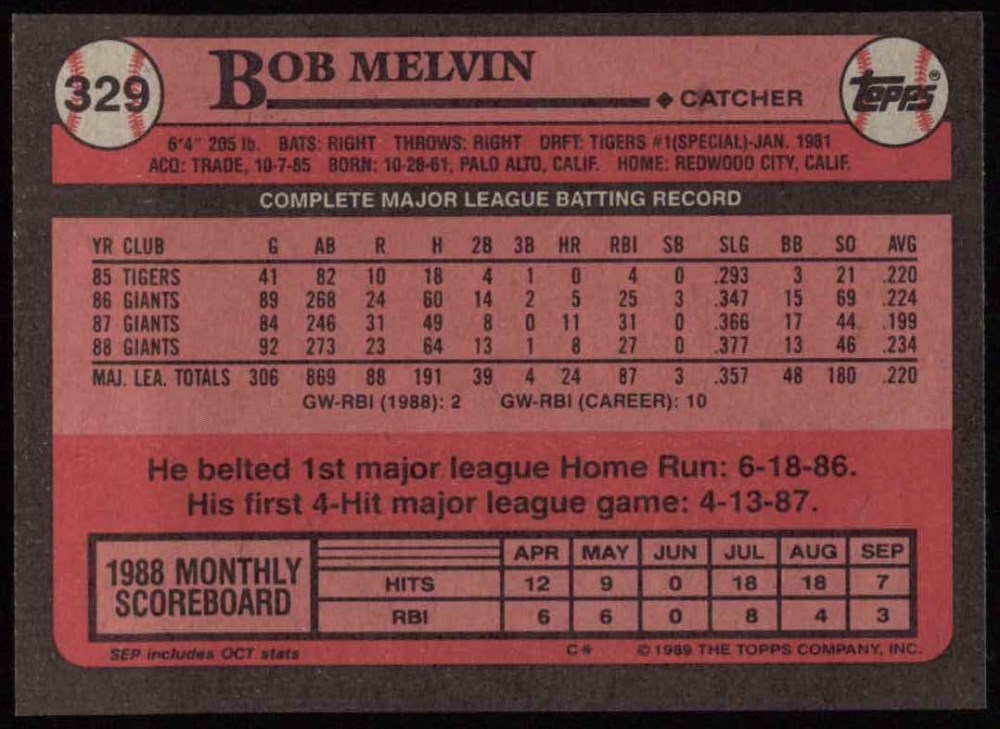 329
BOB MELVIN
◆ CATCHER
TOPPS®
6'4" 205 lb. BATS: RIGHT THROWS: RIGHT DRFT: TIGERS #1(SPECIAL)-JAN. 1981
ACQ: TRADE, 10-7-85 BORN: 10-28-61, PALO ALTO, CALIF. HOME: REDWOOD CITY, CALIF.
COMPLETE MAJOR LEAGUE BATTING RECORD
YR CLUB G AB R H 2B 3B HR RBI SB SLG BB SO AVG
85 TIGERS 41 82 10 18 4 1 0 4 0 .293 3 21 .220
86 GIANTS 89 268 24 60 14 2 5 25 3 .347 15 69 .224
87 GIANTS 84 246 31 49 8 0 11 31 0 .366 17 44 .199
88 GIANTS 92 273 23 64 13 1 8 27 0 .377 13 46 .234
MAJ. LEA. TOTALS 306 869 88 191 39 4 24 87 3 .357 48 180 .220
GW-RBI (1988): 2 GW-RBI (CAREER): 10
He belted 1st major league Home Run: 6-18-86.
His first 4-Hit major league game: 4-13-87.
1988 MONTHLY
SCOREBOARD
APR MAY JUN JUL AUG SEP
HITS 12 9 0 18 18 7
RBI 6 6 0 8 4 3
SEP includes OCT stats
C* © 1989 THE TOPPS COMPANY, INC.